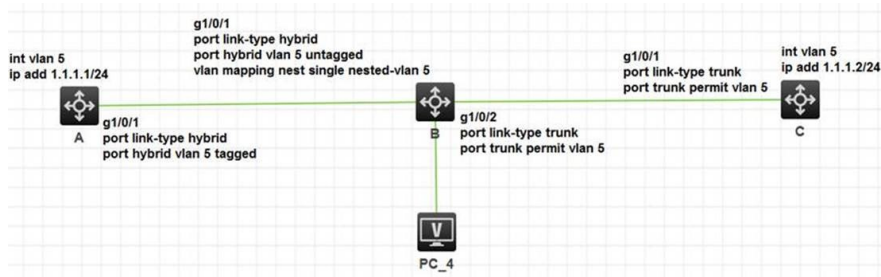 g1/0/1
port link-type hybrid
port hybrid vlan 5 untagged
vlan mapping nest single nested-vlan 5
int vlan 5
ip add 1.1.1.1/24
A
g1/0/1
port link-type hybrid
port hybrid vlan 5 tagged
B
g1/0/2
port link-type trunk
port trunk permit vlan 5
g1/0/1
port link-type trunk
port trunk permit vlan 5
int vlan 5
ip add 1.1.1.2/24
C
V
PC_4